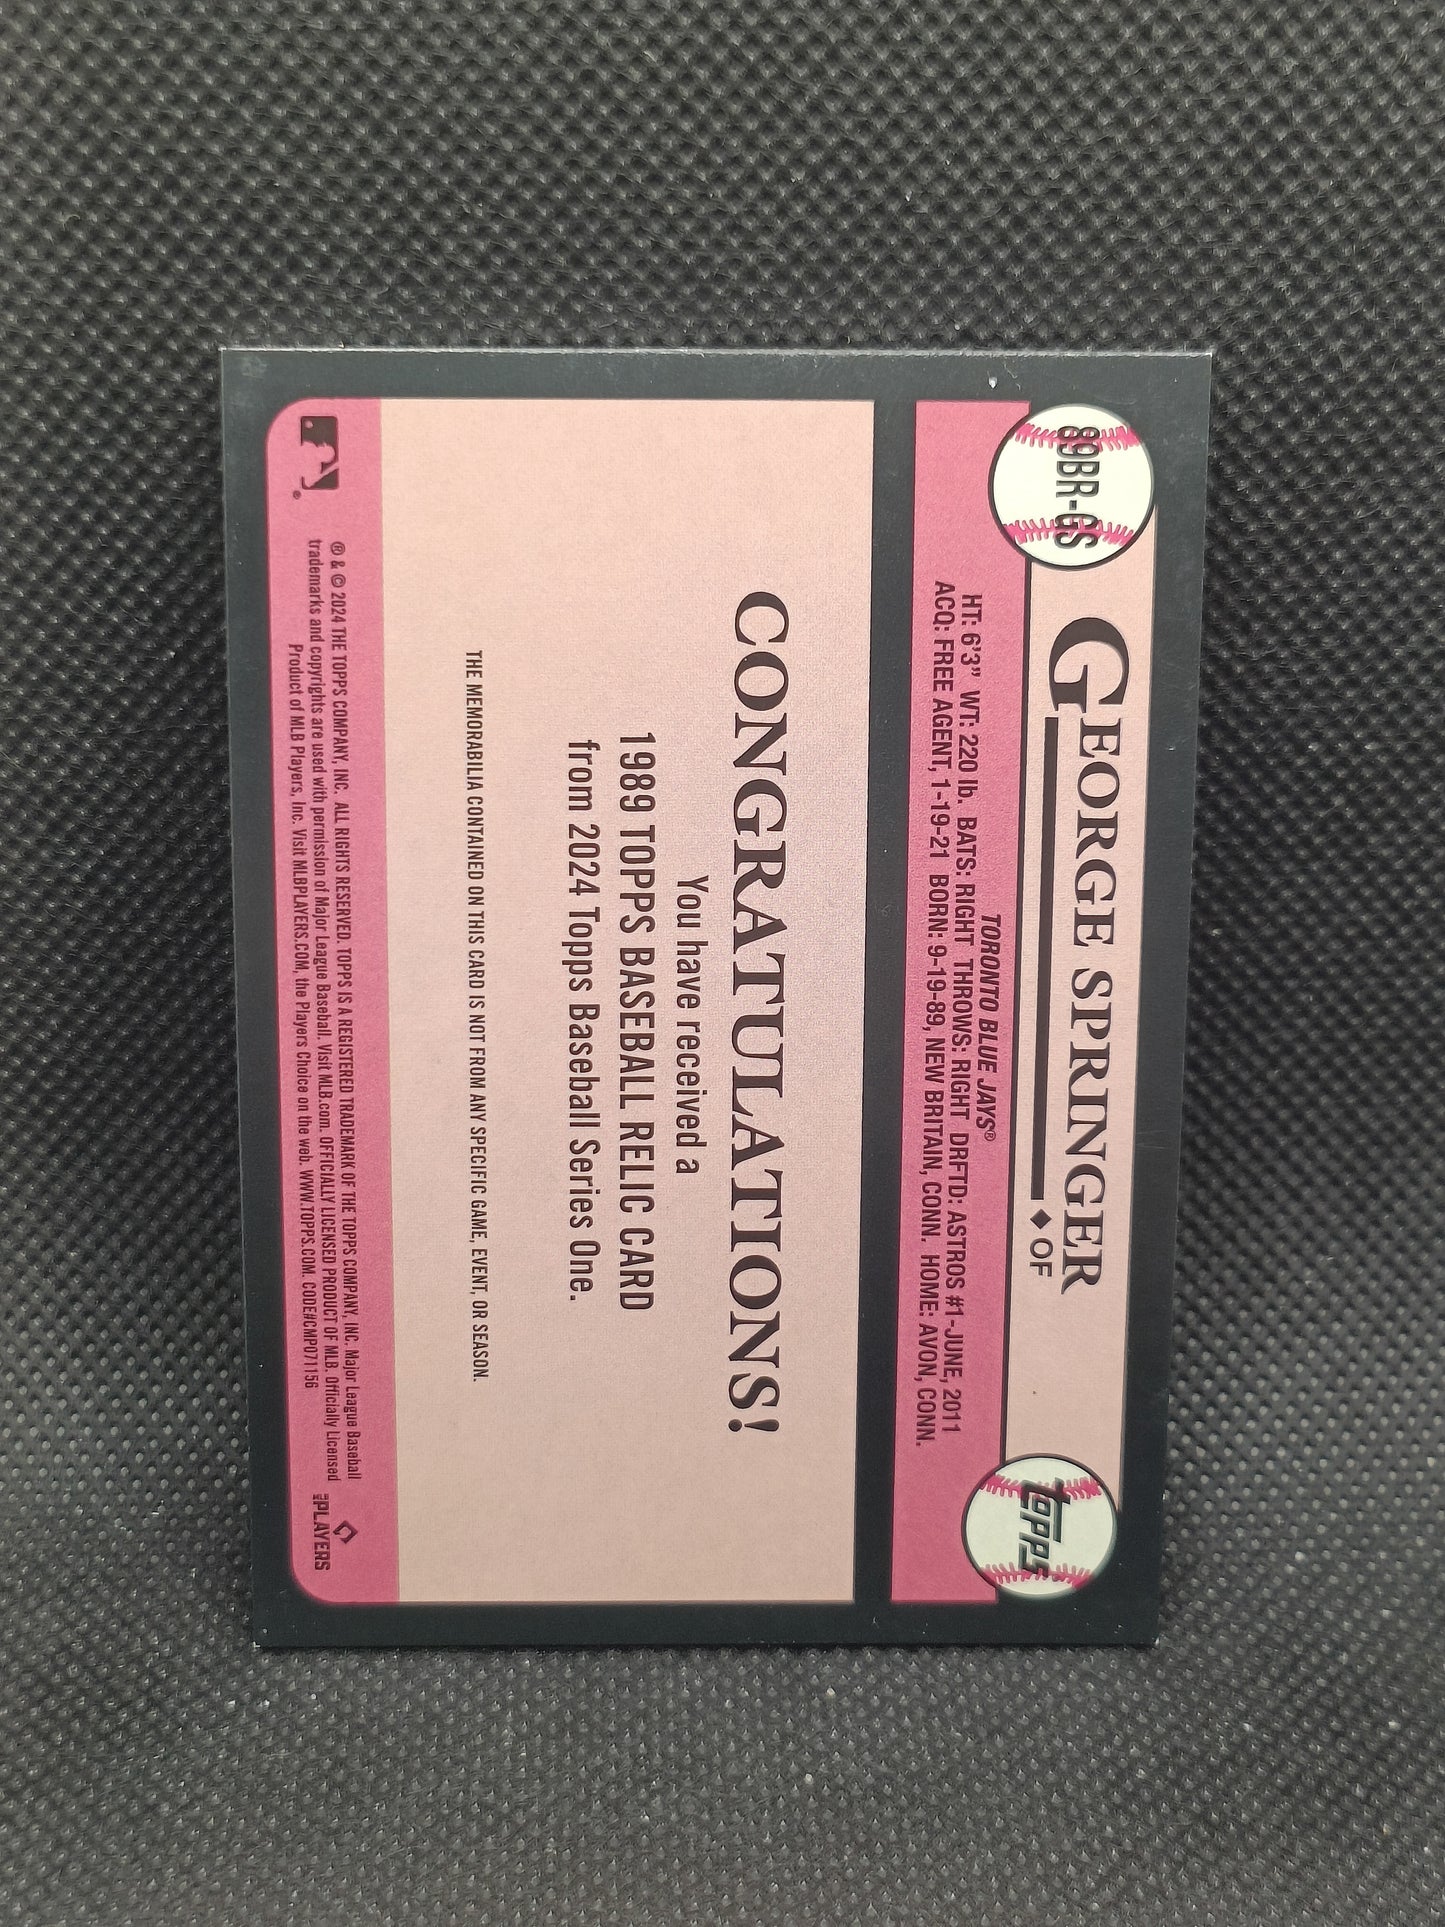 89BR-GS
GEORGE SPRINGER
♦OF
topps
TORONTO BLUE JAYS®
HT: 6'3" WT: 220 lb. BATS: RIGHT THROWS: RIGHT DRFTD: ASTROS #1-JUNE, 2011
ACQ: FREE AGENT, 1-19-21 BORN: 9-19-89, NEW BRITAIN, CONN. HOME: AVON, CONN.
CONGRATULATIONS!
You have received a
1989 TOPPS BASEBALL RELIC CARD
from 2024 Topps Baseball Series One.
THE MEMORABILIA CONTAINED ON THIS CARD IS NOT FROM ANY SPECIFIC GAME, EVENT, OR SEASON.
® & © 2024 THE TOPPS COMPANY, INC. ALL RIGHTS RESERVED. TOPPS IS A REGISTERED TRADEMARK OF THE TOPPS COMPANY, INC. Major League Baseball
trademarks and copyrights are used with permission of Major League Baseball. Visit MLB.com. OFFICIALLY LICENSED PRODUCT OF MLB. Officially Licensed
Product of MLB Players, Inc. Visit MLBPLAYERS.COM, the Players Choice on the web. WWW.TOPPS.COM. CODE#CMP071156
®
PLAYERS